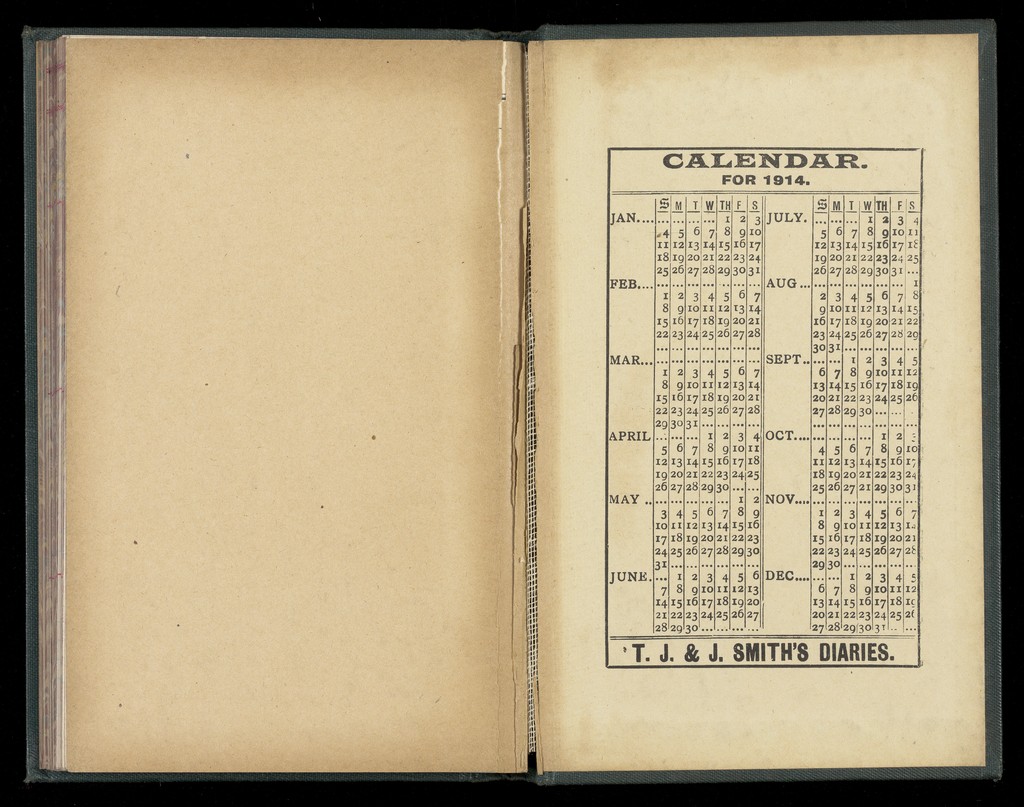 CALENDAR.
FOR 1914.
S M T W TH F S
JAN.... ... ... ... ... 1 2 3
4 5 6 7 8 9 10
11 12 13 14 15 16 17
18 19 20 21 22 23 24
25 26 27 28 29 30 31
FEB.... ... ... ... ... ... ... ...
1 2 3 4 5 6 7
8 9 10 11 12 13 14
15 16 17 18 19 20 21
22 23 24 25 26 27 28
... ... ... ... ... ... ...
MAR... ... ... ... ... ... ... ...
1 2 3 4 5 6 7
8 9 10 11 12 13 14
15 16 17 18 19 20 21
22 23 24 25 26 27 28
29 30 31 ... ... ... ...
APRIL ... ... ... 1 2 3 4
5 6 7 8 9 10 11
12 13 14 15 16 17 18
19 20 21 22 23 24 25
26 27 28 29 30 ... ...
MAY .. ... ... ... ... ... 1 2
3 4 5 6 7 8 9
10 11 12 13 14 15 16
17 18 19 20 21 22 23
24 25 26 27 28 29 30
31 ... ... ... ... ... ...
JUNE. ... 1 2 3 4 5 6
7 8 9 10 11 12 13
14 15 16 17 18 19 20
21 22 23 24 25 26 27
28 29 30 ... ... ... ...
S M T W TH F S
JULY. ... ... ... 1 2 3 4
5 6 7 8 9 10 11
12 13 14 15 16 17 18
19 20 21 22 23 24 25
26 27 28 29 30 31 ...
AUG... ... ... ... ... ... ... 1
2 3 4 5 6 7 8
9 10 11 12 13 14 15
16 17 18 19 20 21 22
23 24 25 26 27 28 29
30 31 ... ... ... ... ...
SEPT.. ... ... 1 2 3 4 5
6 7 8 9 10 11 12
13 14 15 16 17 18 19
20 21 22 23 24 25 26
27 28 29 30 ... ... ...
... ... ... ... ... ... ...
OCT.... ... ... ... ... 1 2 3
4 5 6 7 8 9 10
11 12 13 14 15 16 17
18 19 20 21 22 23 24
25 26 27 28 29 30 31
NOV.... ... ... ... ... ... ... ...
1 2 3 4 5 6 7
8 9 10 11 12 13 14
15 16 17 18 19 20 21
22 23 24 25 26 27 28
29 30 ... ... ... ... ...
DEC.... ... ... 1 2 3 4 5
6 7 8 9 10 11 12
13 14 15 16 17 18 19
20 21 22 23 24 25 26
27 28 29 30 31 ... ...
T. J. & J. SMITH'S DIARIES.